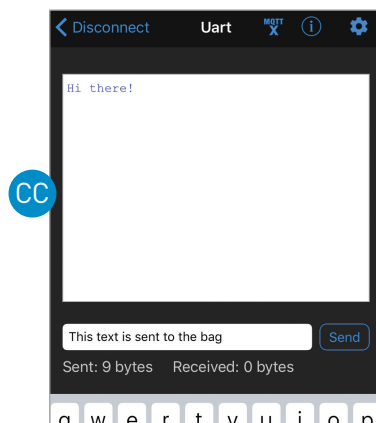 Disconnect Uart MQTT X i
Hi there!
CC
This text is sent to the bag Send
Sent: 9 bytes Received: 0 bytes
q w e r t y u i o p